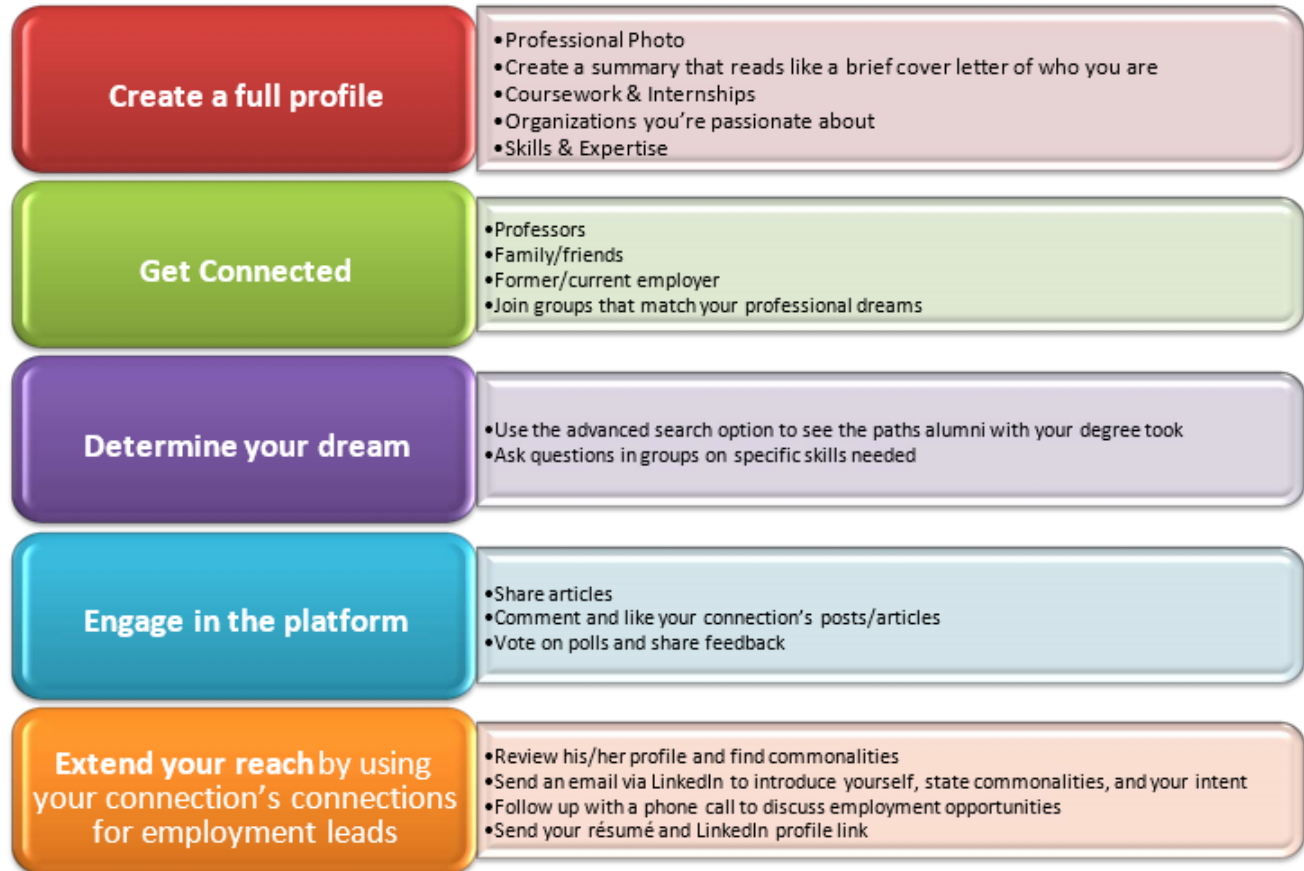 Create a full profile
•Professional Photo
•Create a summary that reads like a brief cover letter of who you are
•Coursework & Internships
•Organizations you’re passionate about
•Skills & Expertise
Get Connected
•Professors
•Family/friends
•Former/current employer
•Join groups that match your professional dreams
Determine your dream
•Use the advanced search option to see the paths alumni with your degree took
•Ask questions in groups on specific skills needed
Engage in the platform
•Share articles
•Comment and like your connection’s posts/articles
•Vote on polls and share feedback
Extend your reach by using
your connection’s connections
for employment leads
•Review his/her profile and find commonalities
•Send an email via LinkedIn to introduce yourself, state commonalities, and your intent
•Follow up with a phone call to discuss employment opportunities
•Send your résumé and LinkedIn profile link